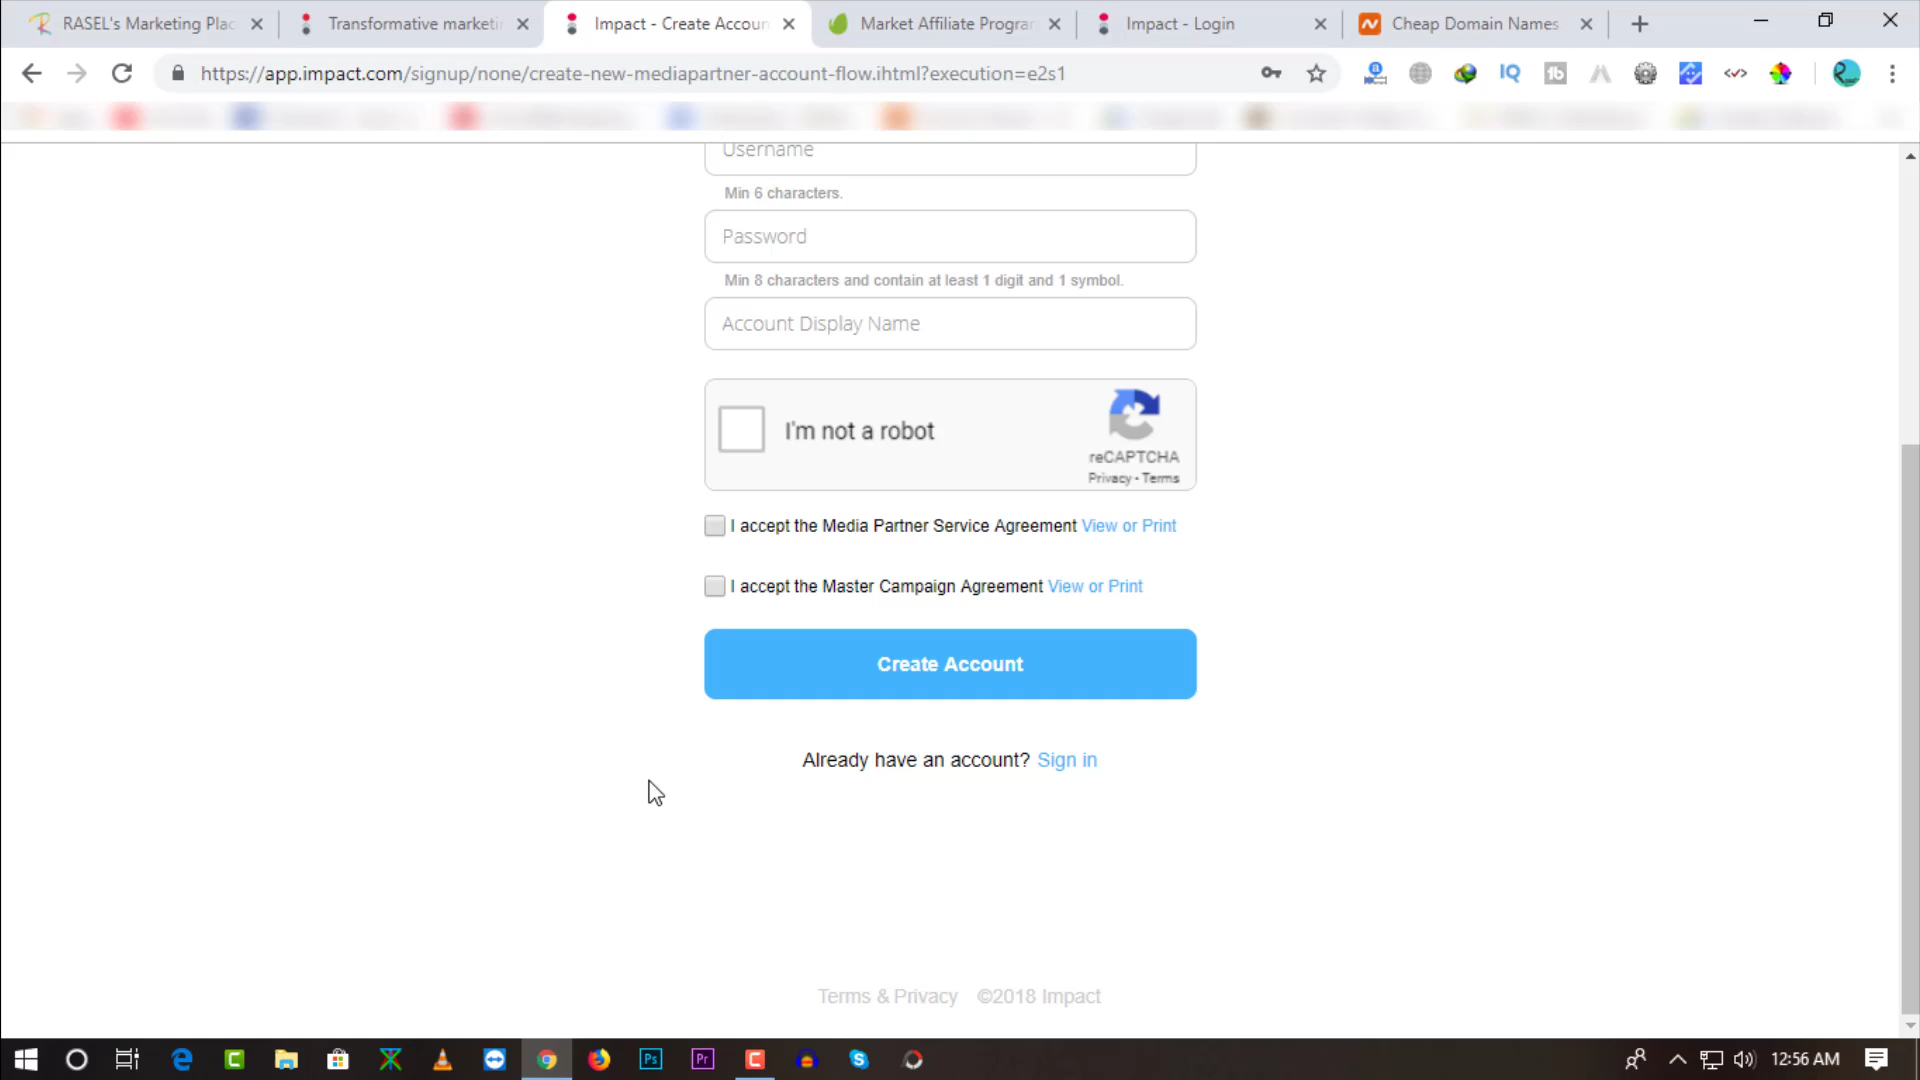 RASEL's Marketing Plac
Transformative marketi
Impact - Create Accoun
Market Affiliate Progra
Impact - Login
Cheap Domain Names
https://app.impact.com/signup/none/create-new-mediapartner-account-flow.ihtml?execution=e2s1
Username
Min 6 characters.
Password
Min 8 characters and contain at least 1 digit and 1 symbol.
Account Display Name
I'm not a robot
reCAPTCHA
Privacy - Terms
I accept the Media Partner Service Agreement View or Print
I accept the Master Campaign Agreement View or Print
Create Account
Already have an account? Sign in
Terms & Privacy ©2018 Impact
12:56 AM